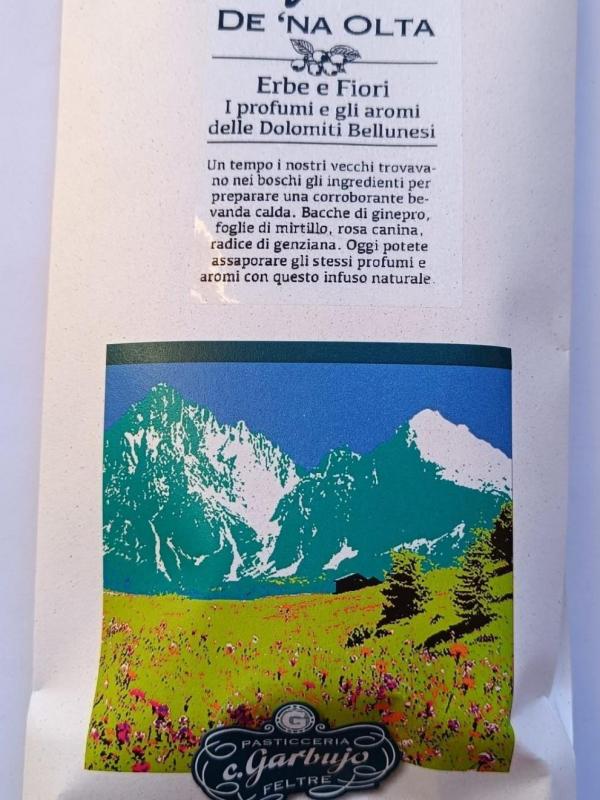 DE 'NA OLTA
Erbe e Fiori
I profumi e gli aromi
delle Dolomiti Bellunesi
Un tempo i nostri vecchi trovava-
no nei boschi gli ingredienti per
preparare una corroborante be-
vanda calda. Bacche di ginepro,
foglie di mirtillo, rosa canina,
radice di genziana. Oggi potete
assaporare gli stessi profumi e
aromi con questo infuso naturale.
G
PASTICCERIA
c.Garbujo
FELTRE